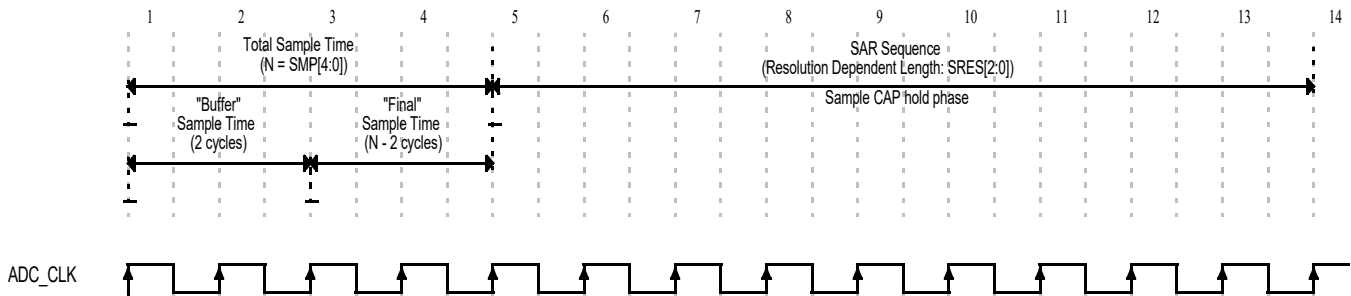 1 2 3 4 5 6 7 8 9 10 11 12 13 14
Total Sample Time
(N = SMP[4:0])
SAR Sequence
(Resolution Dependent Length: SRES[2:0])
Sample CAP hold phase
"Buffer"
Sample Time
(2 cycles)
"Final"
Sample Time
(N - 2 cycles)
ADC_CLK